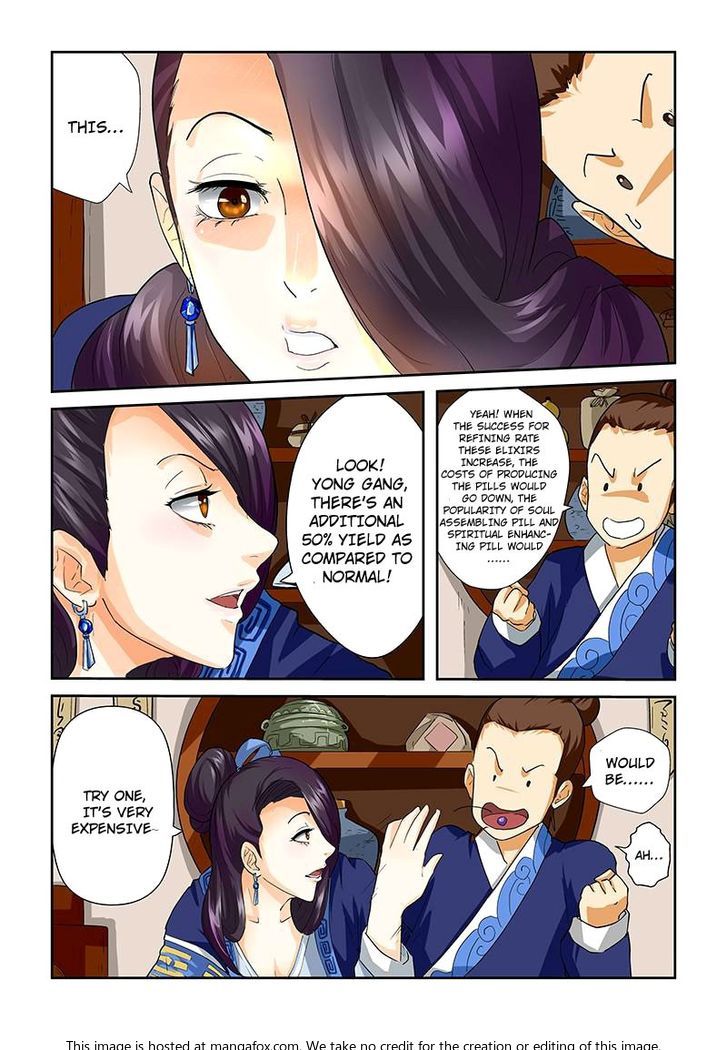 THIS...
LOOK!
YONG GANG,
THERE'S AN
ADDITIONAL
50% YIELD AS
COMPARED TO
NORMAL!
YEAH! WHEN
THE SUCCESS FOR
REFINING RATE
THESE ELIXIRS
INCREASE, THE
COSTS OF PRODUCING
THE PILLS WOULD
GO DOWN, THE
POPULARITY OF SOUL
ASSEMBLING PILL AND
SPIRITUAL ENHANC-
ING PILL WOULD
......
TRY ONE,
IT'S VERY
EXPENSIVE~
WOULD
BE......
AH...
This image is hosted at mangafox.com. We take no credit for the creation or editing of this image.